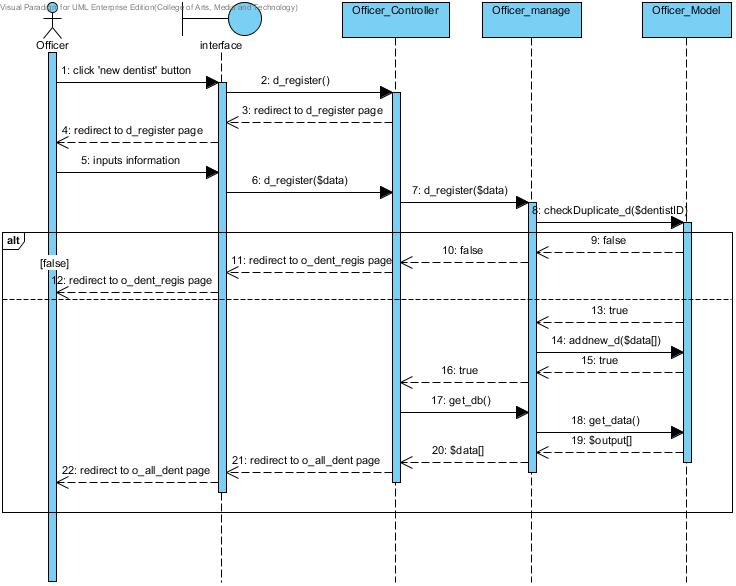 Visual Paradigm for UML Enterprise Edition(College of Arts, Media and Technology)
Officer
interface
Officer_Controller
Officer_manage
Officer_Model
1: click 'new dentist' button
2: d_register()
3: redirect to d_register page
4: redirect to d_register page
5: inputs information
6: d_register($data)
7: d_register($data)
8: checkDuplicate_d($dentistID)
alt
9: false
10: false
[false]
11: redirect to o_dent_regis page
12: redirect to o_dent_regis page
13: true
14: addnew_d($data[])
15: true
16: true
17: get_db()
18: get_data()
19: $output[]
20: $data[]
21: redirect to o_all_dent page
22: redirect to o_all_dent page